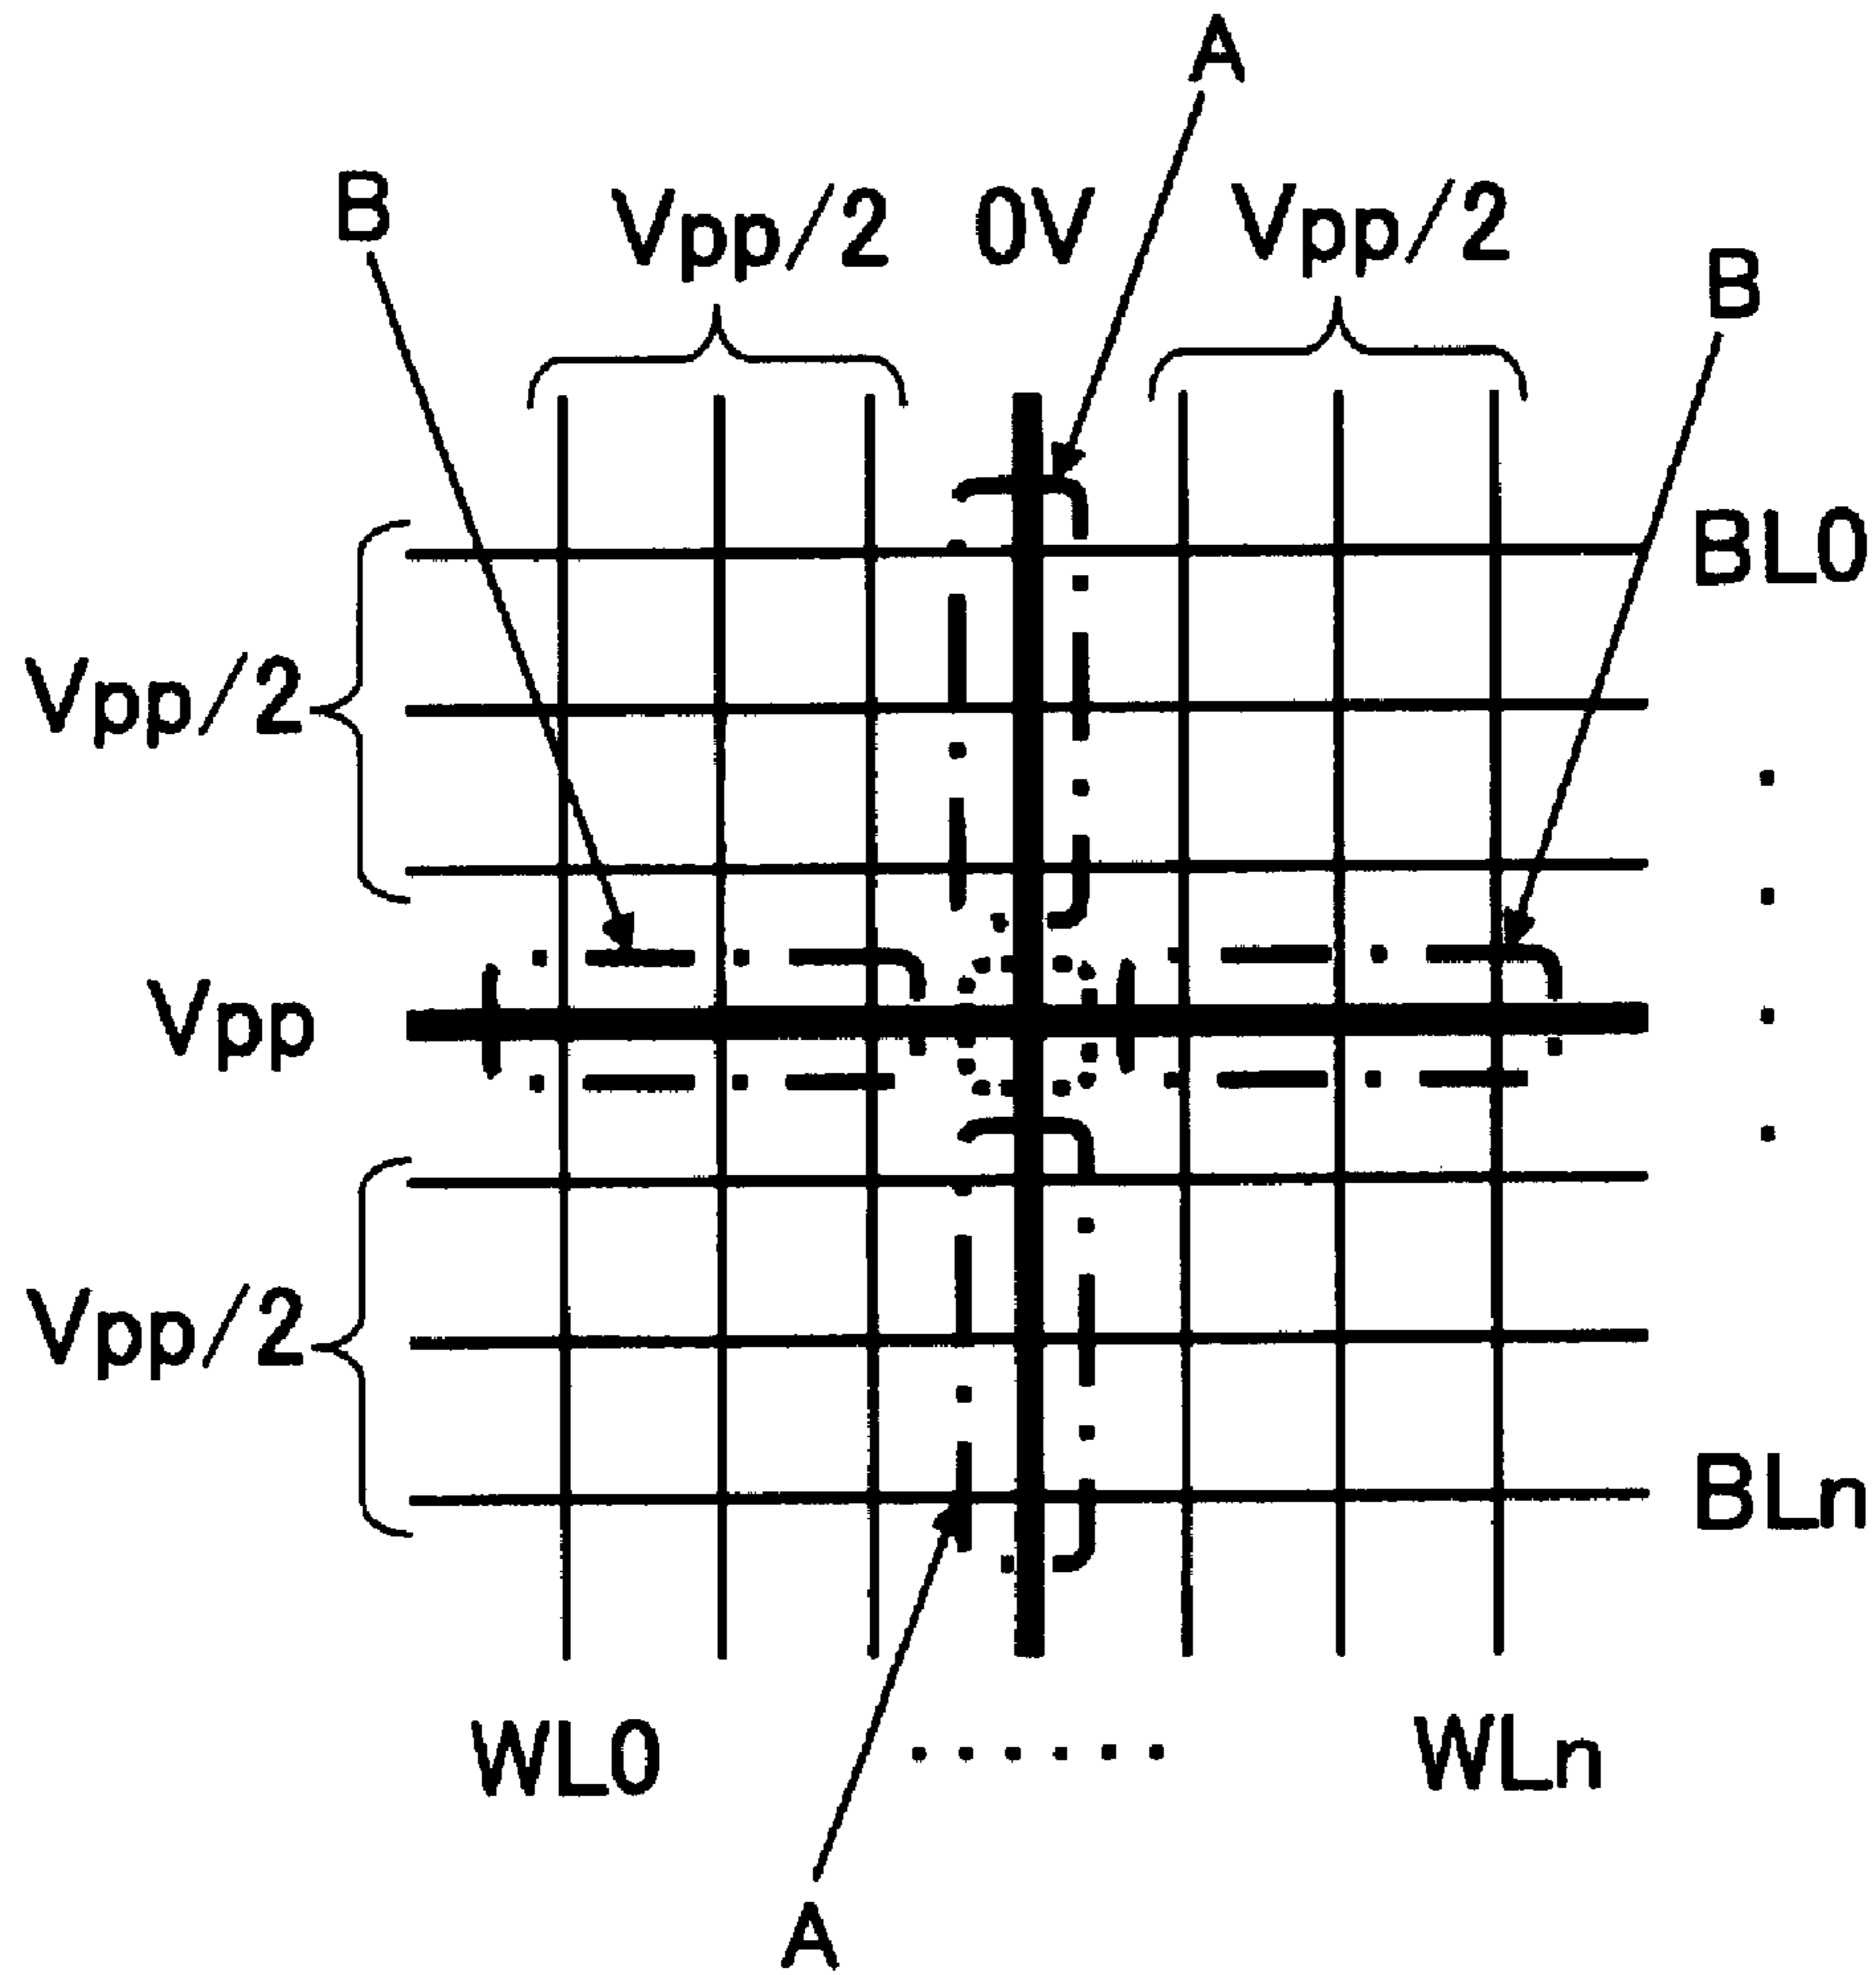 A
B
Vpp/2 0V Vpp/2
B
BL0
Vpp/2
Vpp
Vpp/2
BLn
WL0 ...... WLn
A